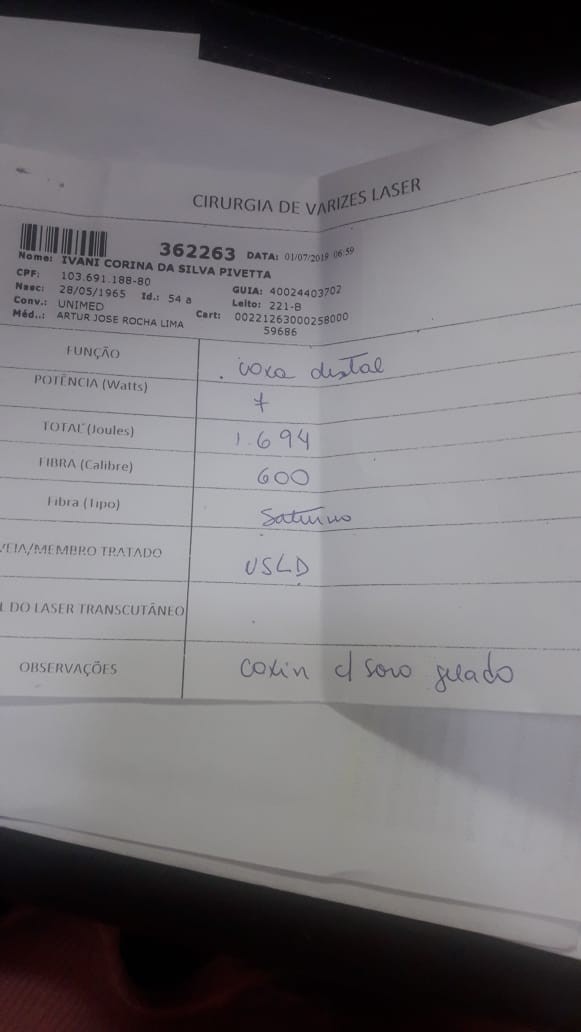 CIRURGIA DE VARIZES LASER
362263 DATA: 01/07/2019 06:59
Nome: IVANI CORINA DA SILVA PIVETTA
CPF: 103.691.188-80 GUIA: 40024403702
Nasc: 28/05/1965 Id.: 54 a Leito: 221-B
Conv.: UNIMED Cart: 00221263000258000
Méd..: ARTUR JOSE ROCHA LIMA 59686
FUNÇÃO . coxa distal
POTÊNCIA (Watts) 7
TOTAL (Joules) 1.694
FIBRA (Calibre) 600
Fibra (Tipo) Saturno
VEIA/MEMBRO TRATADO VSLD
L DO LASER TRANSCUTÂNEO
OBSERVAÇÕES coxin c/ soro gelado